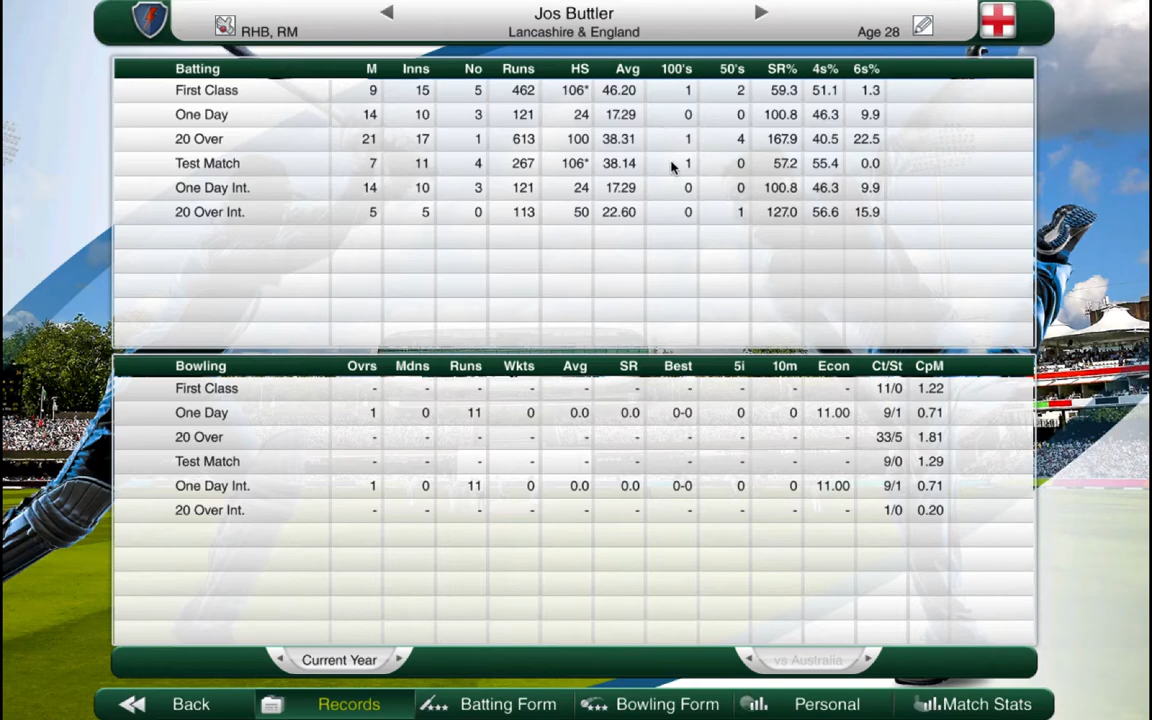 Jos Buttler
RHB, RM Lancashire & England Age 28
Batting M Inns No Runs HS Avg 100's 50's SR% 4s% 6s%
First Class 9 15 5 462 106* 46.20 1 2 59.3 51.1 1.3
One Day 14 10 3 121 24 17.29 0 0 100.8 46.3 9.9
20 Over 21 17 1 613 100 38.31 1 4 167.9 40.5 22.5
Test Match 7 11 4 267 106* 38.14 1 0 57.2 55.4 0.0
One Day Int. 14 10 3 121 24 17.29 0 0 100.8 46.3 9.9
20 Over Int. 5 5 0 113 50 22.60 0 1 127.0 56.6 15.9
Bowling Ovrs Mdns Runs Wkts Avg SR Best 5i 10m Econ Ct/St CpM
First Class - - - - - - - - - - 11/0 1.22
One Day 1 0 11 0 0.0 0.0 0-0 0 0 11.00 9/1 0.71
20 Over - - - - - - - - - - 33/5 1.81
Test Match - - - - - - - - - - 9/0 1.29
One Day Int. 1 0 11 0 0.0 0.0 0-0 0 0 11.00 9/1 0.71
20 Over Int. - - - - - - - - - - 1/0 0.20
Current Year vs Australia
Back Records Batting Form Bowling Form Personal Match Stats